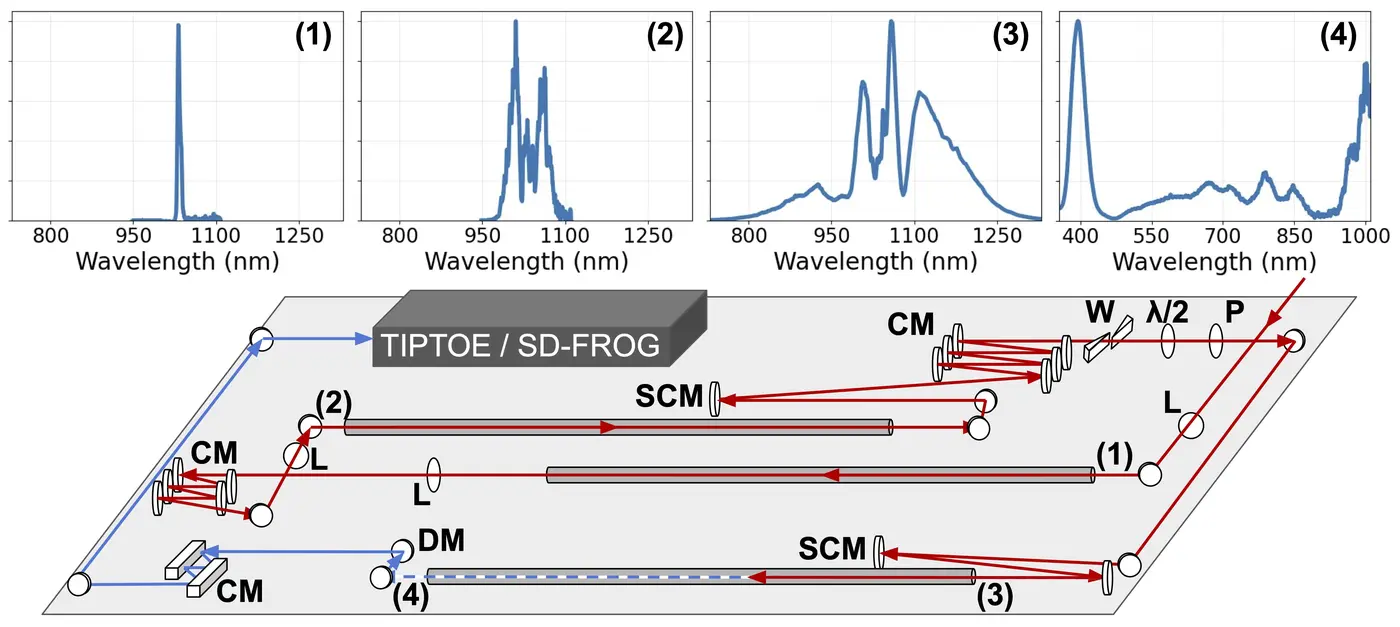 (1)
(2)
(3)
(4)
800 950 1100 1250
800 950 1100 1250
800 950 1100 1250
400 550 700 850 1000
Wavelength (nm)
Wavelength (nm)
Wavelength (nm)
Wavelength (nm)
CM
W
λ/2
P
TIPTOE / SD-FROG
SCM
L
(2)
CM
L
L
(1)
DM
SCM
CM
(4)
(3)